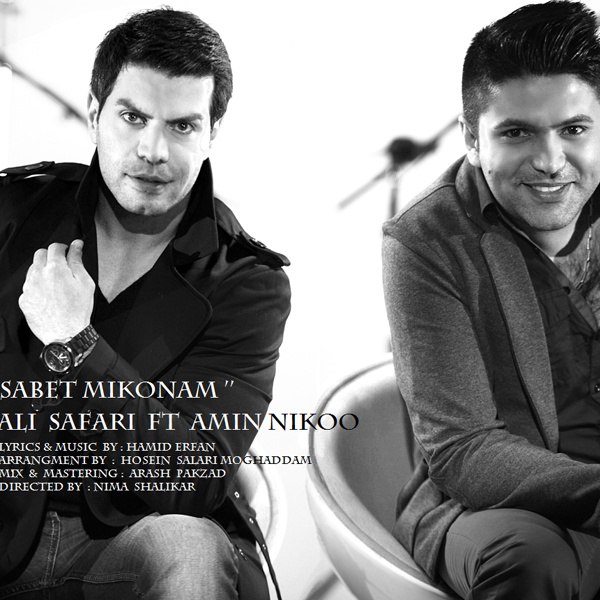 SABET MIKONAM ''
ALI SAFARI FT AMIN NIKOO
LYRICS & MUSIC BY : HAMID ERFAN
ARRANGMENT BY : HOSEIN SALARI MOGHADDAM
MIX & MASTERING : ARASH PAKZAD
DIRECTED BY : NIMA SHALIKAR